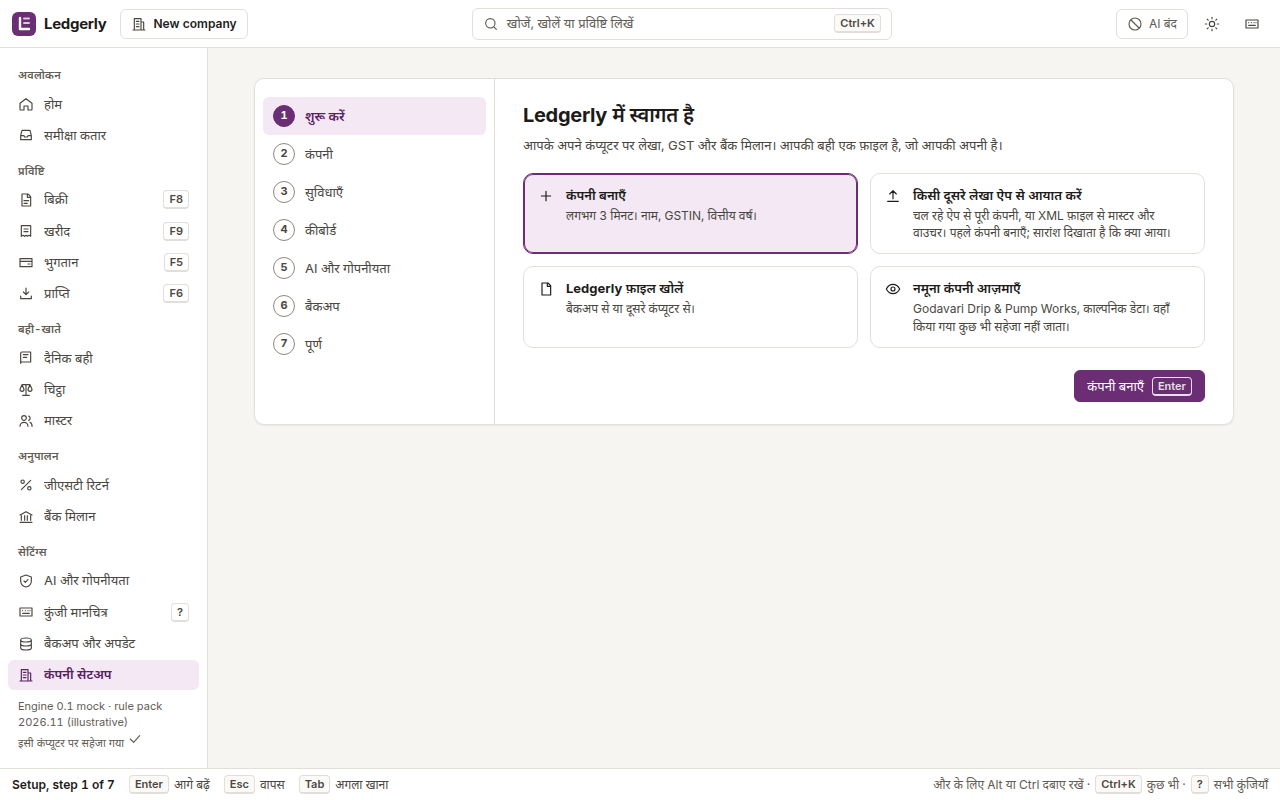 Ledgerly
New company
खोजें, खोलें या प्रविष्टि लिखें
Ctrl+K
AI बंद
अवलोकन
होम
समीक्षा कतार
प्रविष्टि
बिक्री F8
खरीद F9
भुगतान F5
प्राप्ति F6
बही-खाते
दैनिक बही
चिट्ठा
मास्टर
अनुपालन
जीएसटी रिटर्न
बैंक मिलान
सेटिंग्स
AI और गोपनीयता
कुंजी मानचित्र ?
बैकअप और अपडेट
कंपनी सेटअप
Engine 0.1 mock · rule pack
2026.11 (illustrative)
इसी कंप्यूटर पर सहेजा गया
1 शुरू करें
2 कंपनी
3 सुविधाएँ
4 कीबोर्ड
5 AI और गोपनीयता
6 बैकअप
7 पूर्ण
Ledgerly में स्वागत है
आपके अपने कंप्यूटर पर लेखा, GST और बैंक मिलान। आपकी बही एक फ़ाइल है, जो आपकी अपनी है।
कंपनी बनाएँ
लगभग 3 मिनट। नाम, GSTIN, वित्तीय वर्ष।
किसी दूसरे लेखा ऐप से आयात करें
चल रहे ऐप से पूरी कंपनी, या XML फ़ाइल से मास्टर और
वाउचर। पहले कंपनी बनाएँ; सारांश दिखाता है कि क्या आया।
Ledgerly फ़ाइल खोलें
बैकअप से या दूसरे कंप्यूटर से।
नमूना कंपनी आज़माएँ
Godavari Drip & Pump Works, काल्पनिक डेटा। वहाँ
किया गया कुछ भी सहेजा नहीं जाता।
कंपनी बनाएँ Enter
Setup, step 1 of 7 Enter आगे बढ़ें Esc वापस Tab अगला खाना
और के लिए Alt या Ctrl दबाए रखें · Ctrl+K कुछ भी · ? सभी कुंजियाँ